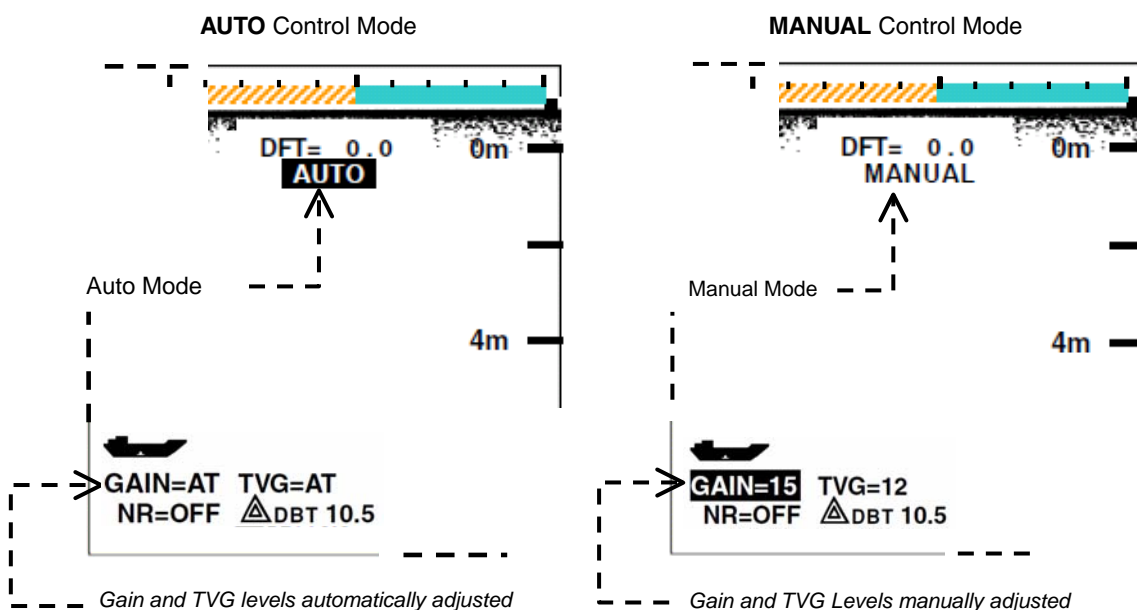 AUTO Control Mode
DFT= 0.0
0m
AUTO
Auto Mode
4m
GAIN=AT TVG=AT
NR=OFF DBT 10.5
Gain and TVG levels automatically adjusted
MANUAL Control Mode
DFT= 0.0
0m
MANUAL
Manual Mode
4m
GAIN=15 TVG=12
NR=OFF DBT 10.5
Gain and TVG Levels manually adjusted